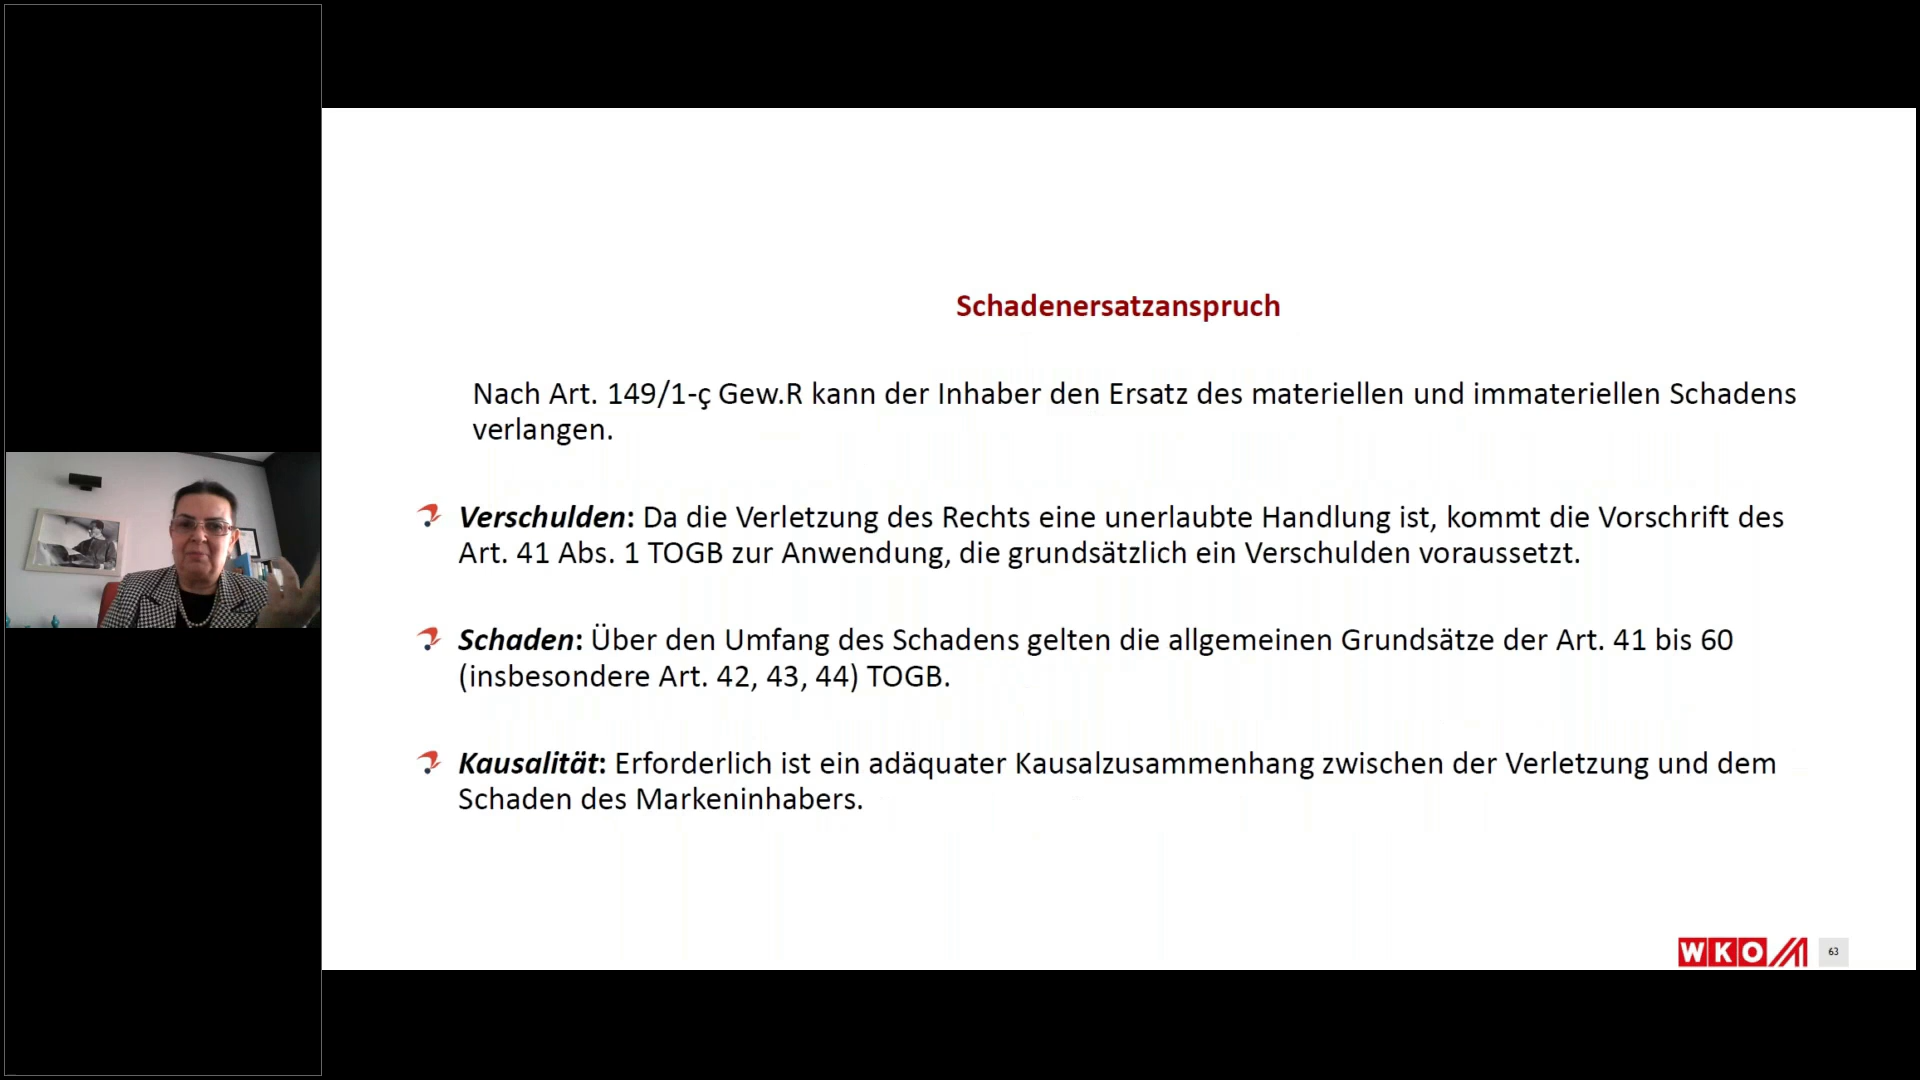 Schadenersatzanspruch
Nach Art. 149/1-ç Gew.R kann der Inhaber den Ersatz des materiellen und immateriellen Schadens
verlangen.
Verschulden: Da die Verletzung des Rechts eine unerlaubte Handlung ist, kommt die Vorschrift des
Art. 41 Abs. 1 TOGB zur Anwendung, die grundsätzlich ein Verschulden voraussetzt.
Schaden: Über den Umfang des Schadens gelten die allgemeinen Grundsätze der Art. 41 bis 60
(insbesondere Art. 42, 43, 44) TOGB.
Kausalität: Erforderlich ist ein adäquater Kausalzusammenhang zwischen der Verletzung und dem
Schaden des Markeninhabers.
WKO
63